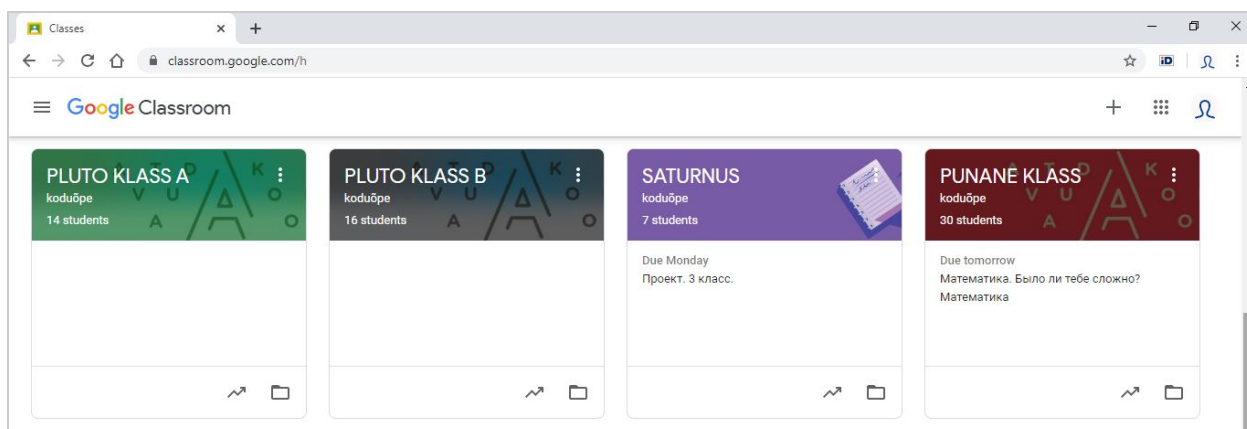 Classes
classroom.google.com/h
iD
Google Classroom
PLUTO KLASS A
koduõpe
14 students
PLUTO KLASS B
koduõpe
16 students
SATURNUS
koduõpe
7 students
Due Monday
Проект. 3 класс.
PUNANE KLASS
koduõpe
30 students
Due tomorrow
Математика. Было ли тебе сложно?
Математика